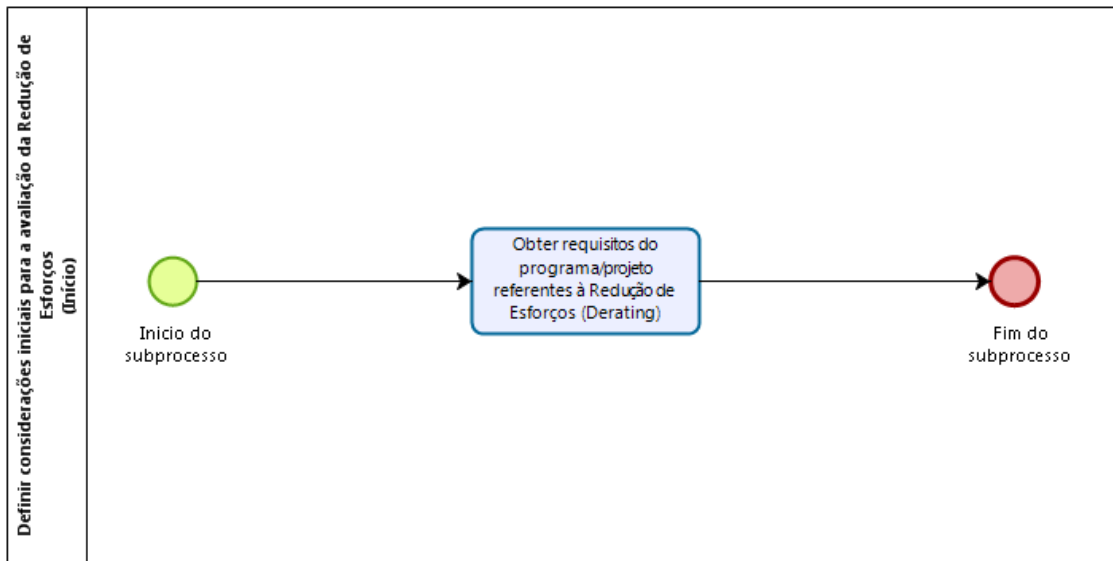 Definir considerações iniciais para a avaliação da Redução de
Esforços
(Início)
Inicio do
subprocesso
Obter requisitos do
programa/projeto
referentes à Redução de
Esforços (Derating)
Fim do
subprocesso